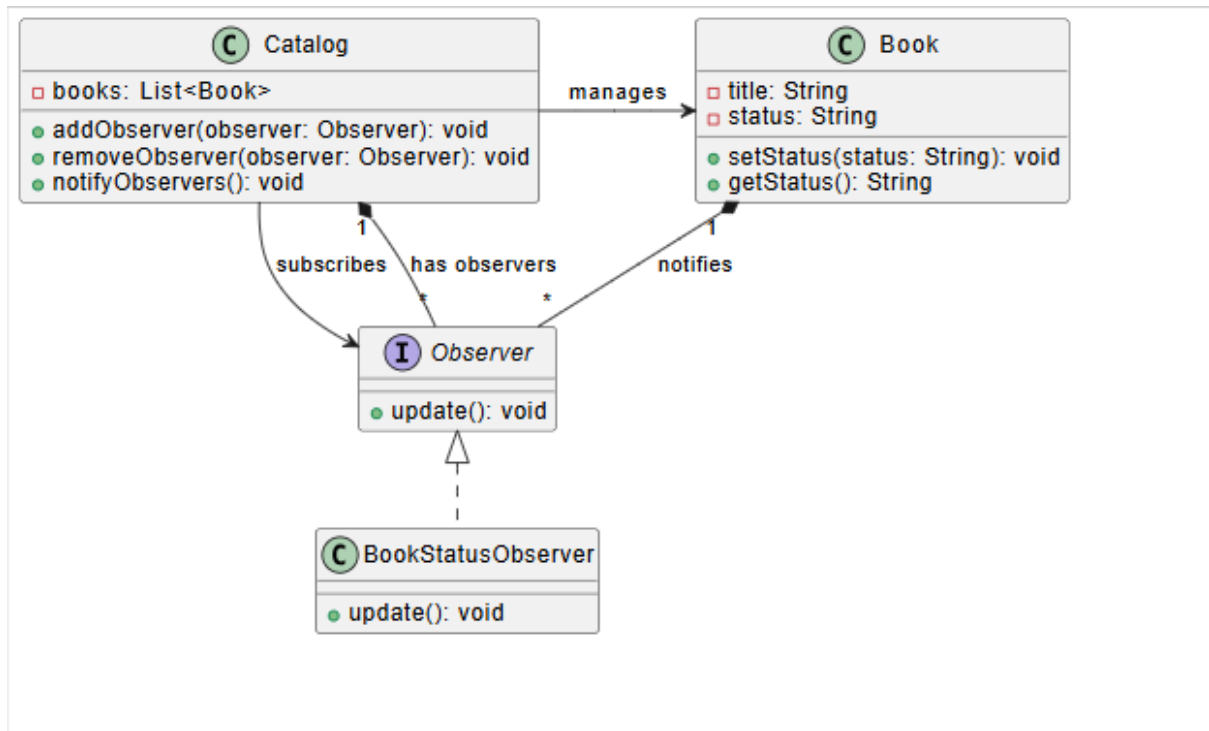 C Catalog
books: List<Book>
addObserver(observer: Observer): void
removeObserver(observer: Observer): void
notifyObservers(): void
manages
C Book
title: String
status: String
setStatus(status: String): void
getStatus(): String
1
1
subscribes
has observers
notifies
*
*
I Observer
update(): void
C BookStatusObserver
update(): void